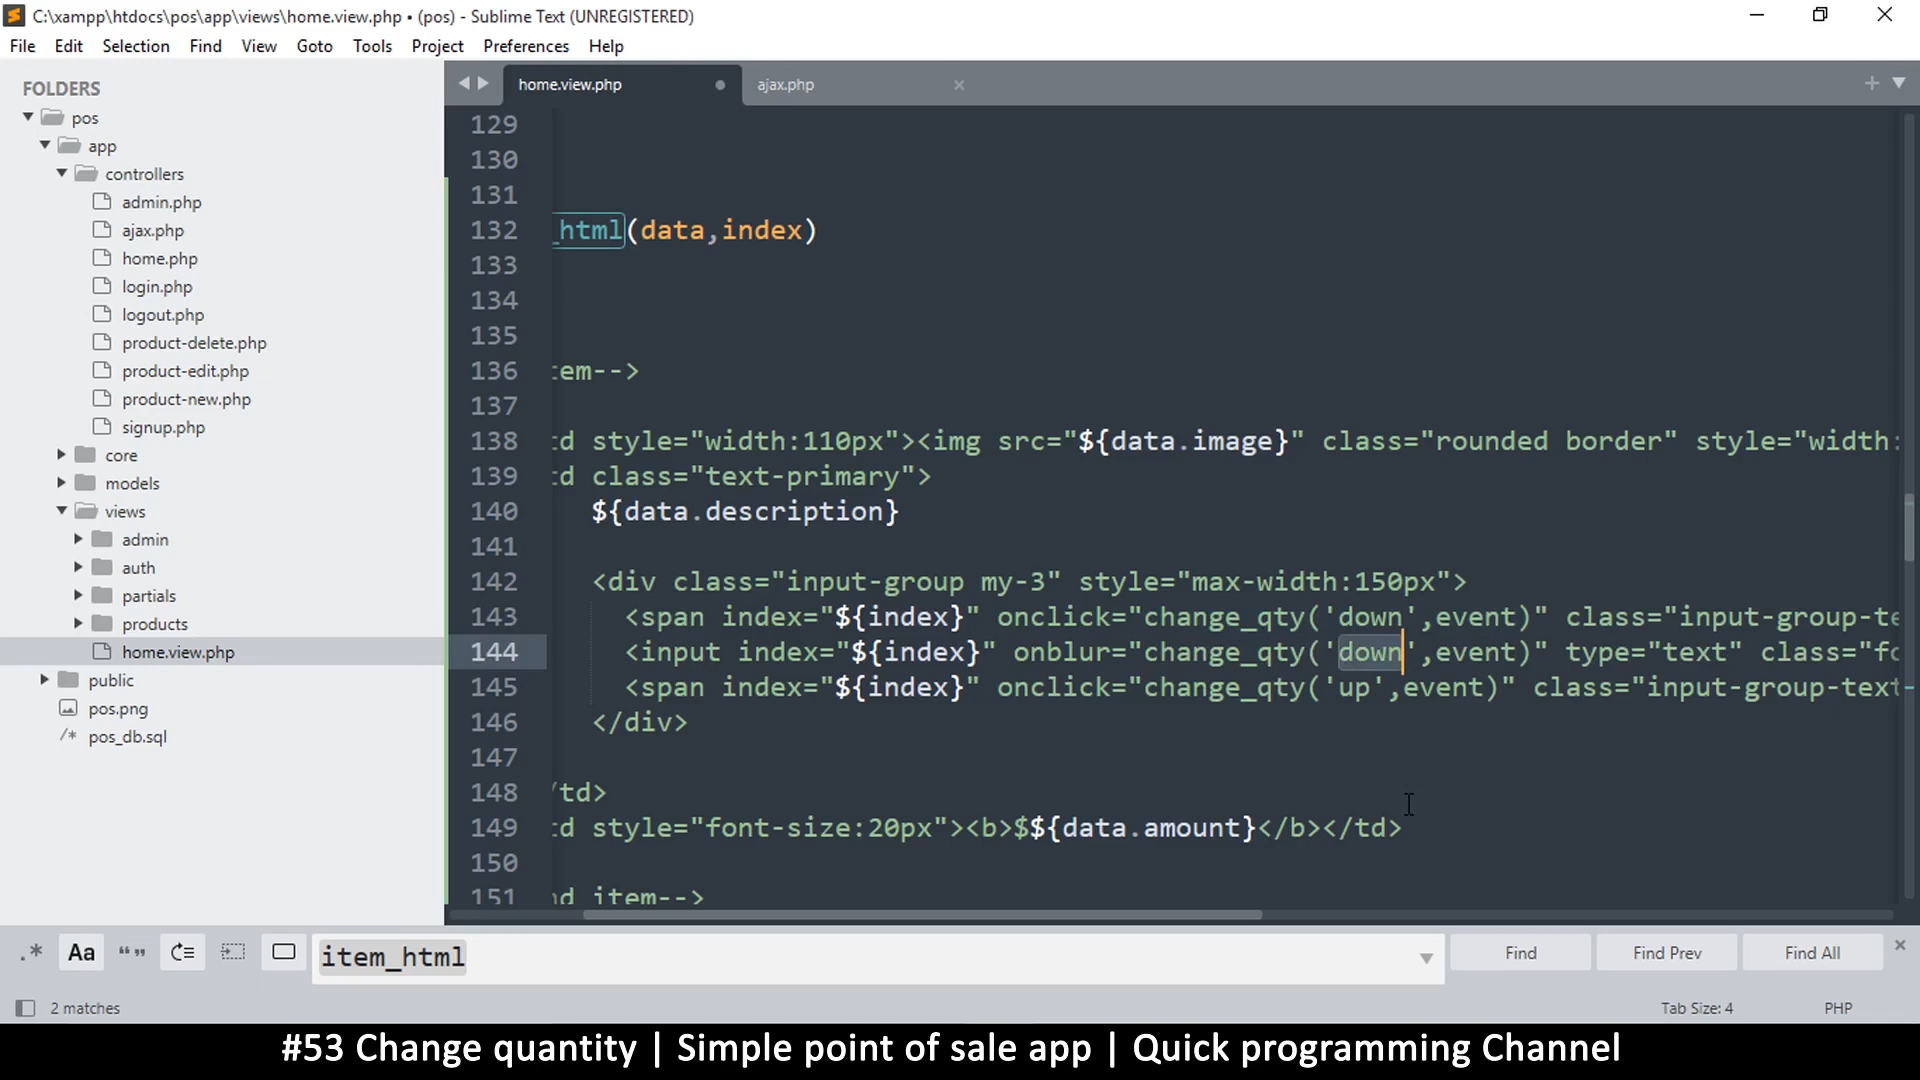 C:\xampp\htdocs\pos\app\views\home.view.php • (pos) - Sublime Text (UNREGISTERED)
File Edit Selection Find View Goto Tools Project Preferences Help
FOLDERS
pos
app
controllers
admin.php
ajax.php
home.php
login.php
logout.php
product-delete.php
product-edit.php
product-new.php
signup.php
core
models
views
admin
auth
partials
products
home.view.php
public
pos.png
/* pos_db.sql
home.view.php ajax.php
129
130
131
132 _html(data,index)
133
134
135
136 tem-->
137
138 td style="width:110px"><img src="${data.image}" class="rounded border" style="width:
139 td class="text-primary">
140 ${data.description}
141
142 <div class="input-group my-3" style="max-width:150px">
143 <span index="${index}" onclick="change_qty('down',event)" class="input-group-te
144 <input index="${index}" onblur="change_qty('down',event)" type="text" class="fo
145 <span index="${index}" onclick="change_qty('up',event)" class="input-group-text-
146 </div>
147
148 /td>
149 td style="font-size:20px"><b>$${data.amount}</b></td>
150
151 nd item-->
.* Aa “” item_html Find Find Prev Find All
2 matches Tab Size: 4 PHP
#53 Change quantity | Simple point of sale app | Quick programming Channel